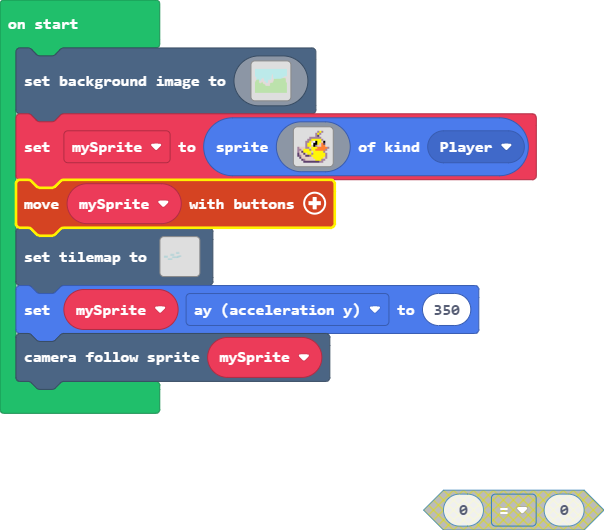 on start
set background image to
set mySprite to sprite of kind Player
move mySprite with buttons
set tilemap to
set mySprite ay (acceleration y) to 350
camera follow sprite mySprite
0 = 0